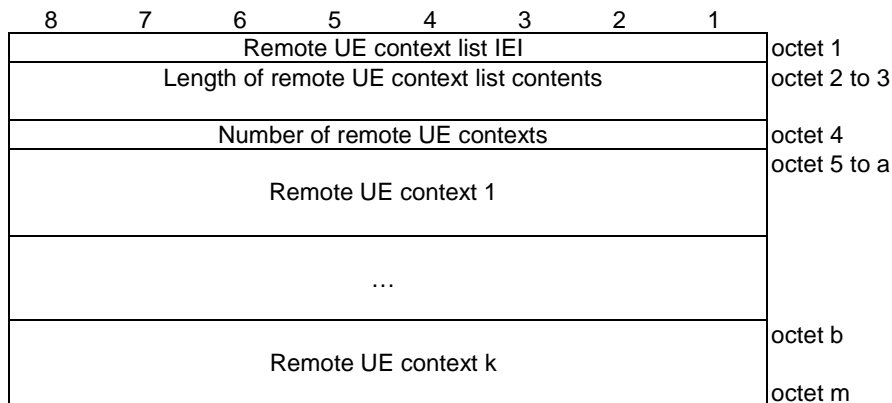 8 7 6 5 4 3 2 1
Remote UE context list IEI octet 1
Length of remote UE context list contents octet 2 to 3
Number of remote UE contexts octet 4
octet 5 to a
Remote UE context 1
…
octet b
Remote UE context k
octet m